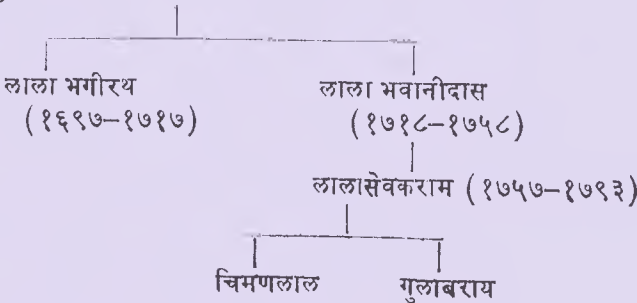 लाला भगीरथ लाला भवानीदास
(१६९७–१७१७) (१७१८–१७५८)
लालासेवकराम (१७५७–१७९३)
चिमणलाल गुलाबराय